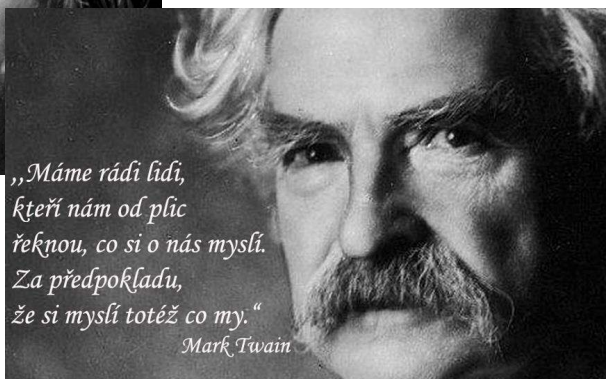 ,,Máme rádi lidi,
kteří nám od plic
řeknou, co si o nás myslí.
Za předpokladu,
že si myslí totéž co my.“
Mark Twain